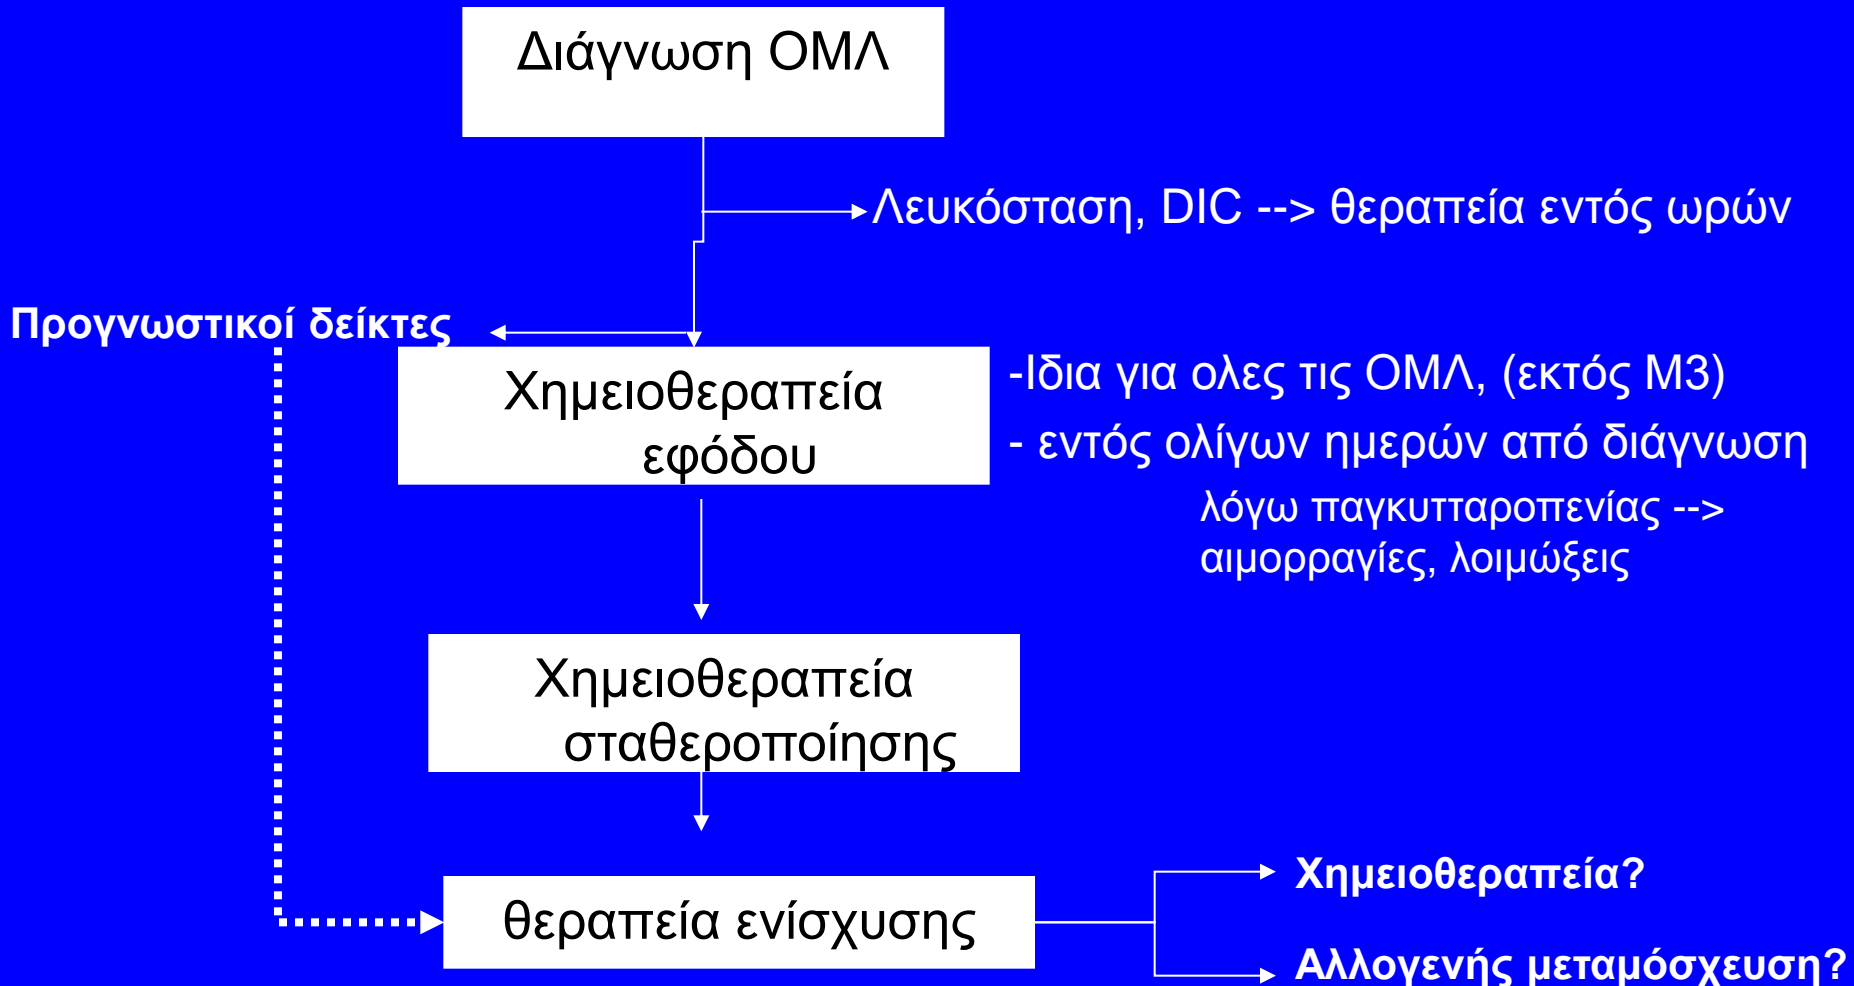 Διάγνωση ΟΜΛ
Λευκόσταση, DIC --> θεραπεία εντός ωρών
Προγνωστικοί δείκτες
Χημειοθεραπεία
εφόδου
-Ιδια για ολες τις ΟΜΛ, (εκτός Μ3)
- εντός ολίγων ημερών από διάγνωση
λόγω παγκυτταροπενίας -->
αιμορραγίες, λοιμώξεις
Χημειοθεραπεία
σταθεροποίησης
θεραπεία ενίσχυσης
Χημειοθεραπεία?
Αλλογενής μεταμόσχευση?